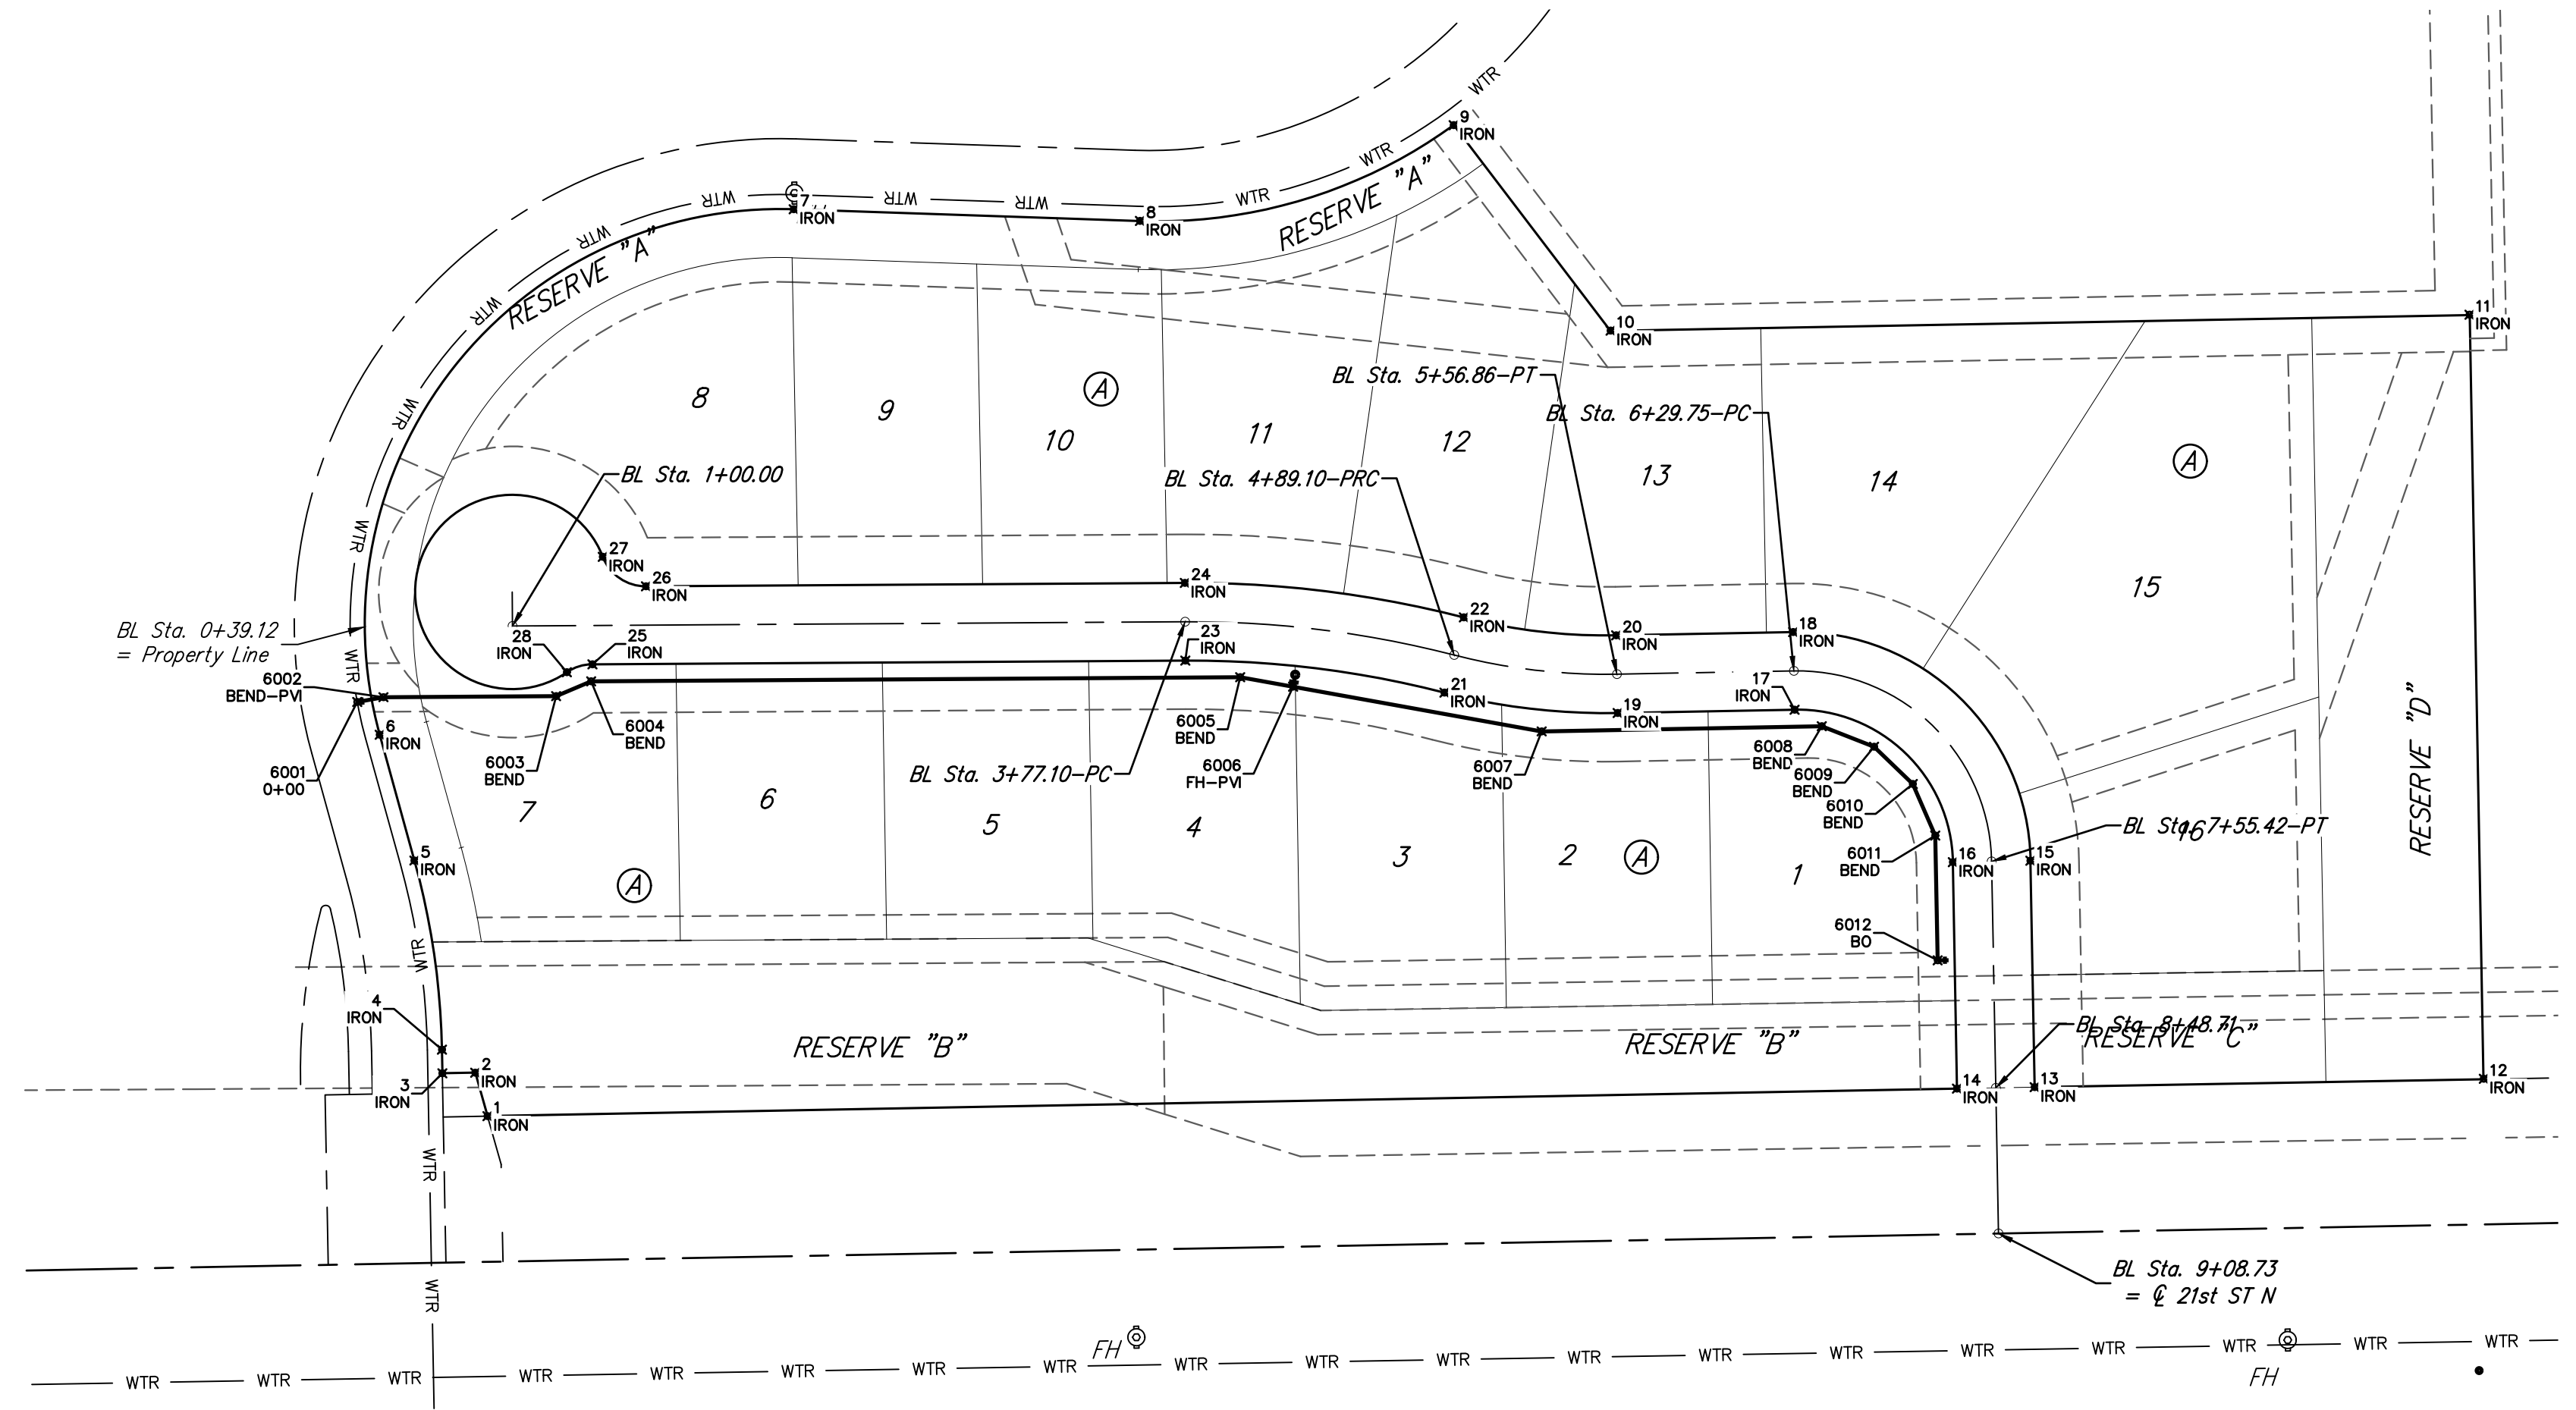 WTR
9
IRON
WTR
RESERVE "A"
WTR
WTR
WTR
WTR
7
IRON
8
IRON
WTR
RESERVE "A"
WTR
11
IRON
10
IRON
BL Sta. 5+56.86-PT
BL Sta. 6+29.75-PC
8
9
A
10
11
12
13
14
A
WTR
BL Sta. 1+00.00
BL Sta. 4+89.10-PRC
WTR
27
IRON
26
IRON
24
IRON
15
22
IRON
20
IRON
18
IRON
BL Sta. 0+39.12
= Property Line
28
IRON
25
IRON
23
IRON
WTR
6002
BEND-PVI
21
IRON
19
IRON
17
IRON
RESERVE "D"
6
IRON
6004
BEND
6005
BEND
6003
BEND
6001
0+00
BL Sta. 3+77.10-PC
6006
FH-PVI
6007
BEND
6008
BEND
6009
BEND
6010
BEND
7
6
5
4
3
2
A
1
BL Sta. 7+55.42-PT
16
5
IRON
6011
BEND
16
IRON
15
IRON
A
WTR
6012
BO
4
IRON
RESERVE "B"
RESERVE "B"
BL Sta. 8+48.71
RESERVE "C"
3
IRON
2
IRON
1
IRON
14
IRON
13
IRON
12
IRON
WTR
WTR
BL Sta. 9+08.73
= ℄ 21st ST N
FH
WTR WTR WTR WTR WTR WTR WTR WTR WTR WTR WTR WTR WTR WTR WTR WTR WTR WTR WTR
FH